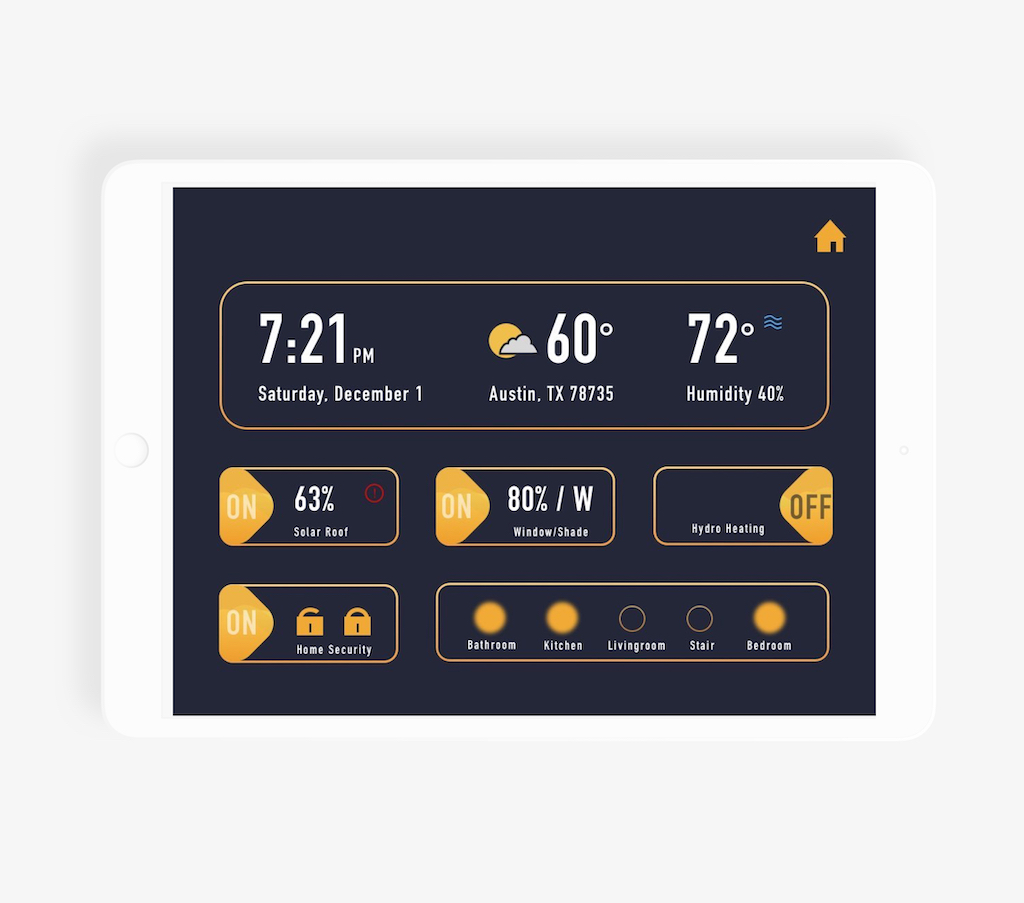 7:21 PM
Saturday, December 1
60°
Austin, TX 78735
72°
Humidity 40%
ON
63%
Solar Roof
ON
80% / W
Window/Shade
Hydro Heating
OFF
ON
Home Security
Bathroom
Kitchen
Livingroom
Stair
Bedroom